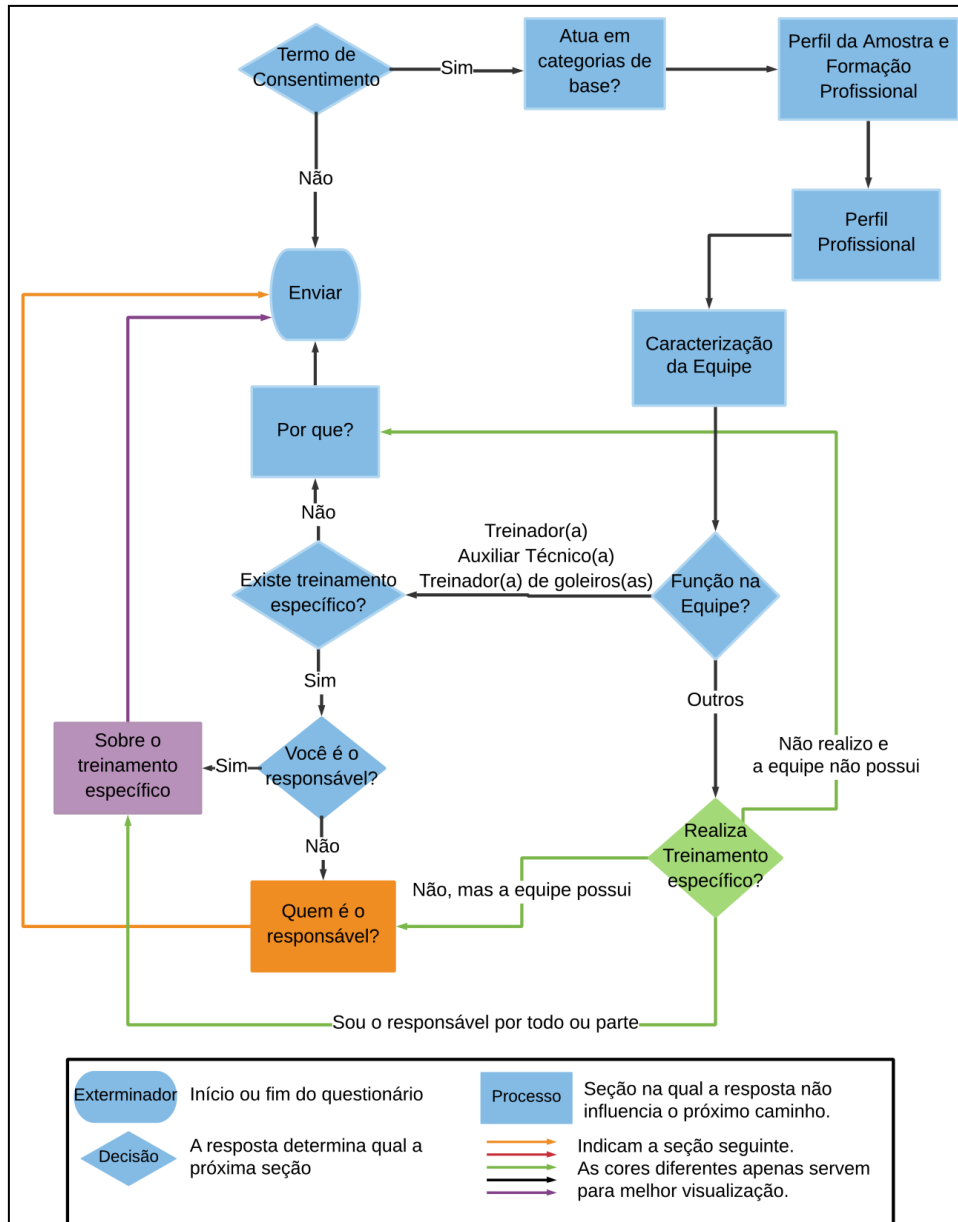 Termo de
Consentimento
Sim
Atua em
categorias de
base?
Perfil da Amostra e
Formação
Profissional
Não
Perfil
Profissional
Enviar
Caracterização
da Equipe
Por que?
Não
Treinador(a)
Auxiliar Técnico(a)
Treinador(a) de goleiros(as)
Existe treinamento
específico?
Função na
Equipe?
Sim
Outros
Sobre o
treinamento
específico
Sim
Você é o
responsável?
Não realizo e
a equipe não possui
Não
Realiza
Treinamento
específico?
Não, mas a equipe possui
Quem é o
responsável?
Sou o responsável por todo ou parte
Exterminador
Início ou fim do questionário
Processo
Seção na qual a resposta não
influencia o próximo caminho.
Decisão
A resposta determina qual a
próxima seção
Indicam a seção seguinte.
As cores diferentes apenas servem
para melhor visualização.